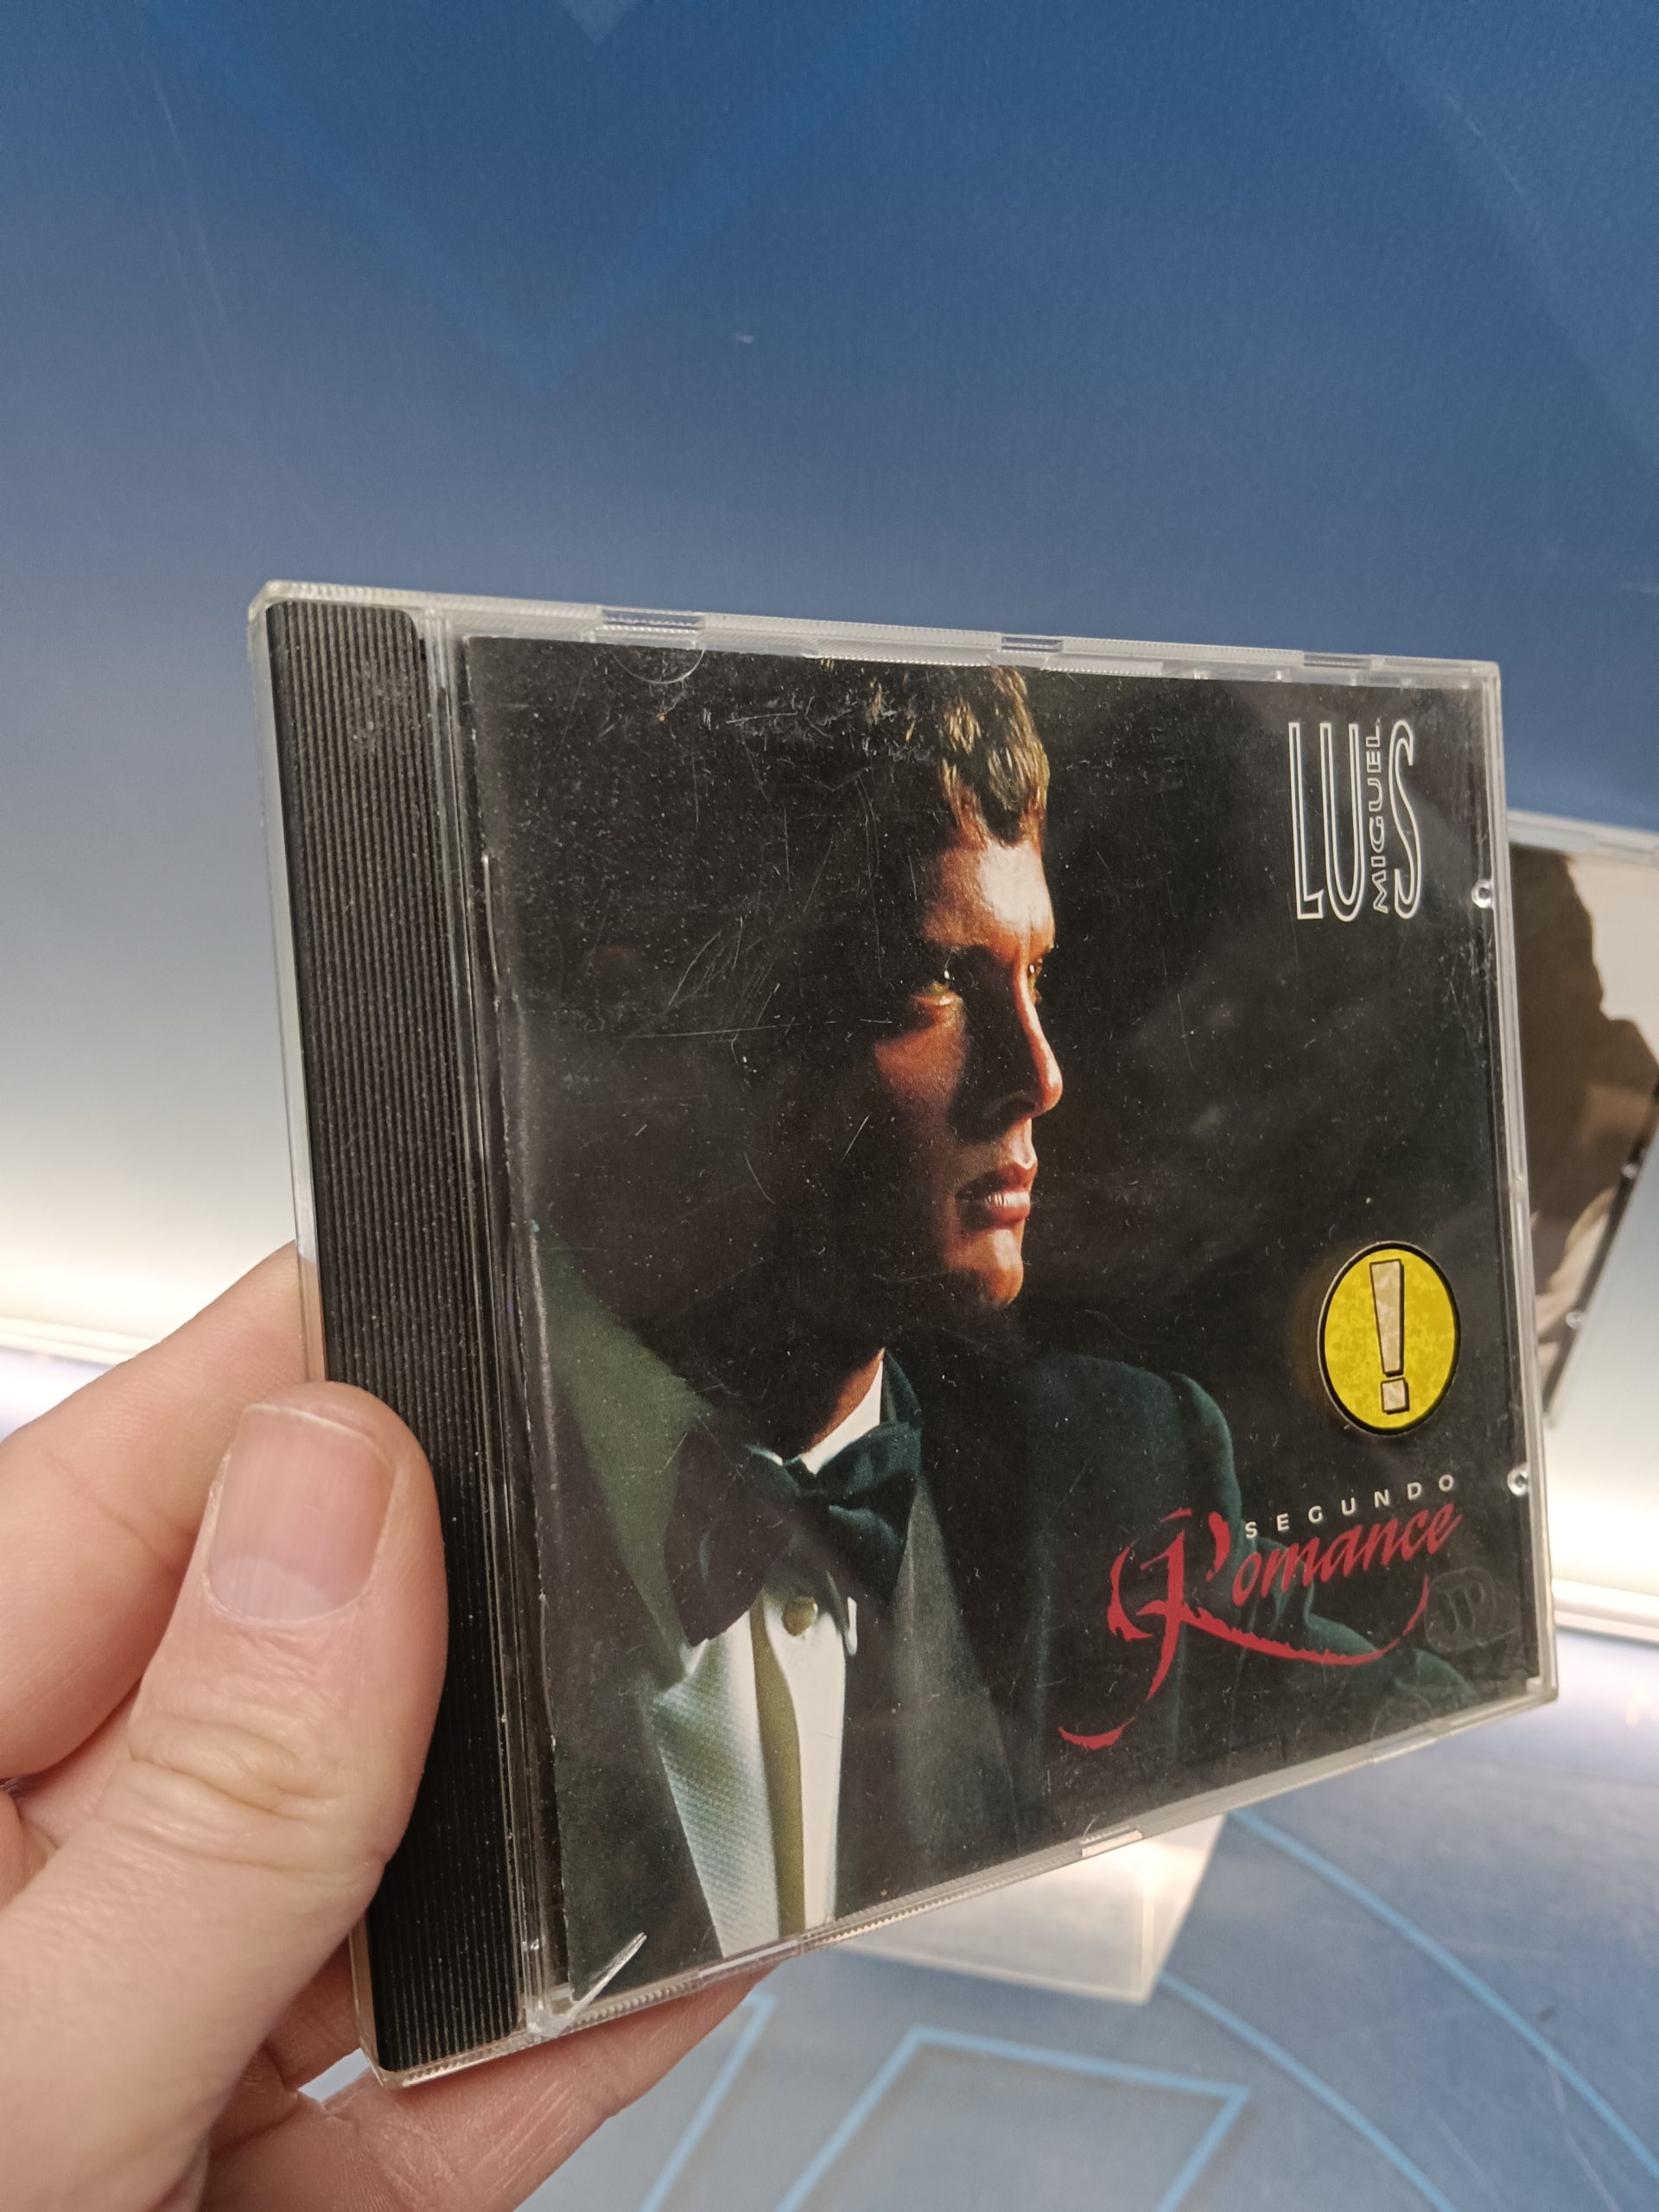 LUIS
MIGUEL
!
SEGUNDO
Romance